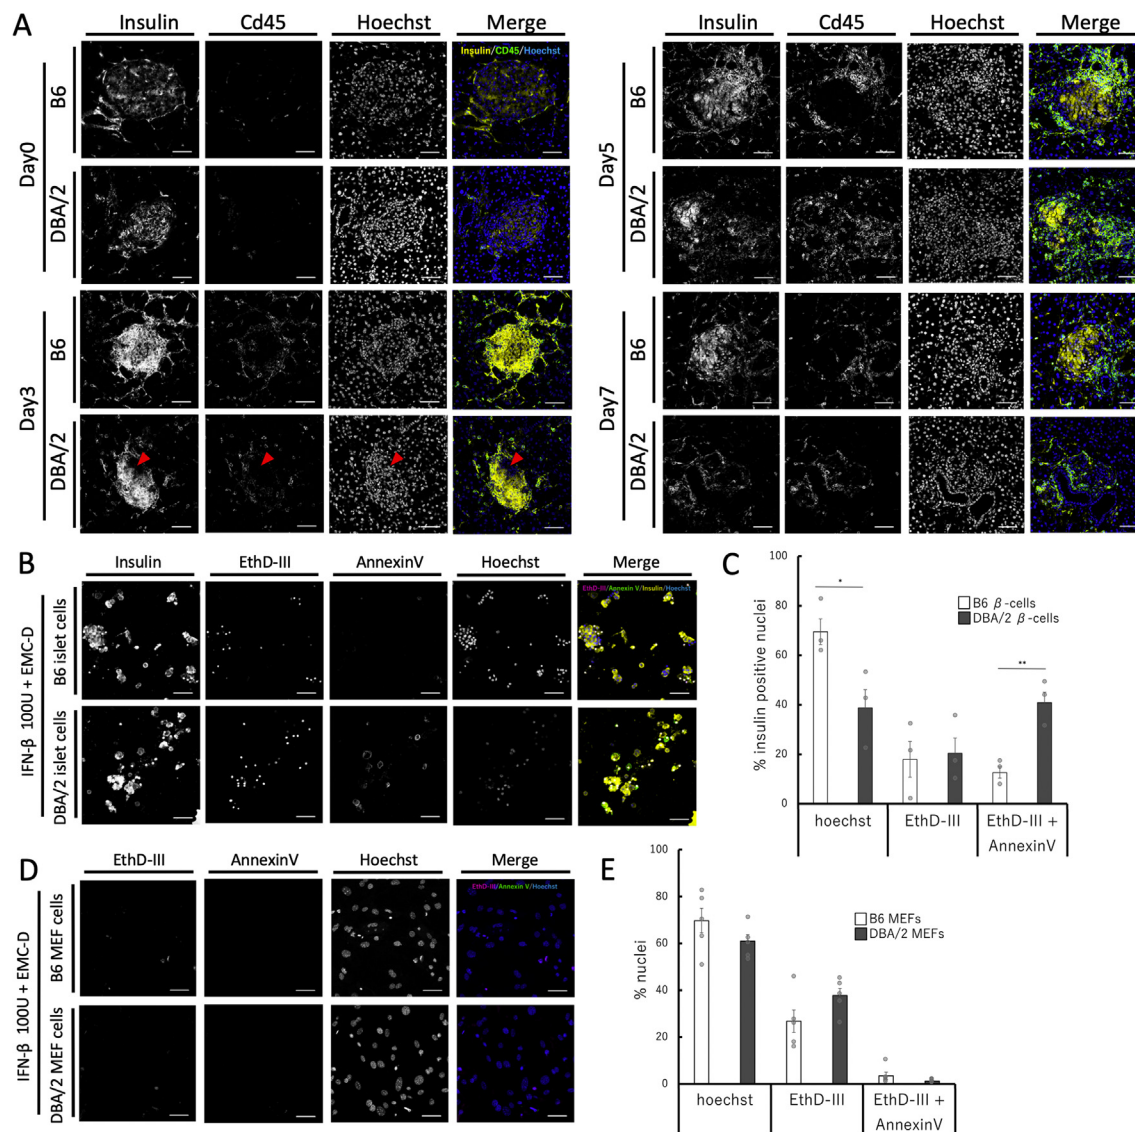 A
Insulin Cd45 Hoechst Merge
Insulin/CD45/Hoechst
Day0
B6
DBA/2
Day3
B6
DBA/2
Insulin Cd45 Hoechst Merge
Day5
B6
DBA/2
Day7
B6
DBA/2
B
Insulin EthD-III AnnexinV Hoechst Merge
EthD-III/Annexin V/Insulin/Hoechst
IFN-β 100U + EMC-D
B6 islet cells
DBA/2 islet cells
C
% insulin positive nuclei
100
80
60
40
20
0
*
**
B6 β-cells
DBA/2 β-cells
hoechst EthD-III EthD-III +
AnnexinV
D
EthD-III AnnexinV Hoechst Merge
EthD-III/Annexin V/Hoechst
IFN-β 100U + EMC-D
B6 MEF cells
DBA/2 MEF cells
E
% nuclei
100
80
60
40
20
0
B6 MEFs
DBA/2 MEFs
hoechst EthD-III EthD-III +
AnnexinV